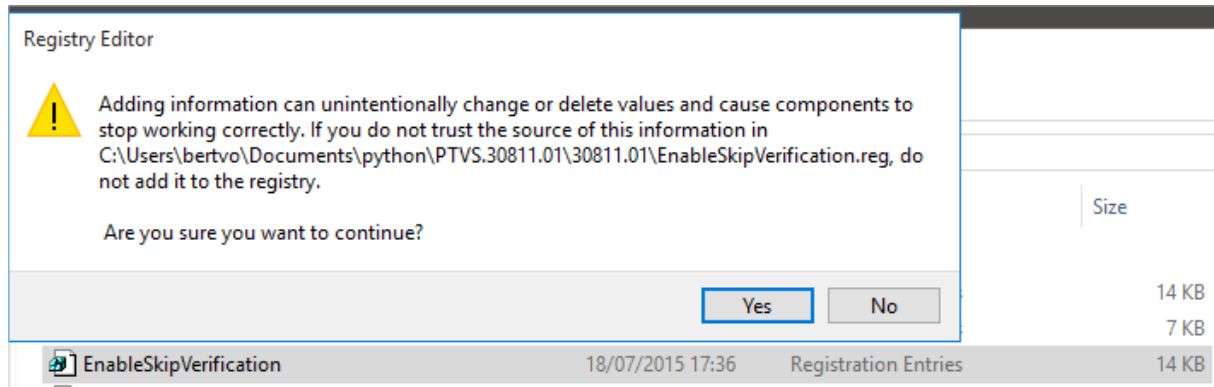 Registry Editor
Adding information can unintentionally change or delete values and cause components to
stop working correctly. If you do not trust the source of this information in
C:\Users\bertvo\Documents\python\PTVS.30811.01\30811.01\EnableSkipVerification.reg, do
not add it to the registry.
Are you sure you want to continue?
Size
Yes No
14 KB
7 KB
EnableSkipVerification 18/07/2015 17:36 Registration Entries 14 KB